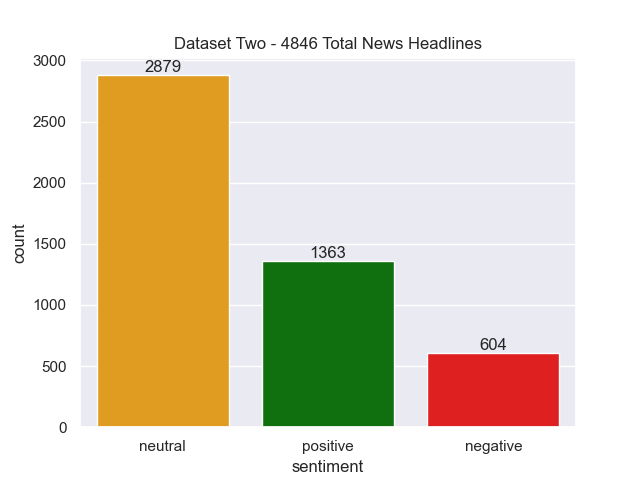 Dataset Two - 4846 Total News Headlines
3000
2500
2000
1500
1000
500
0
count
2879
1363
604
neutral positive negative
sentiment